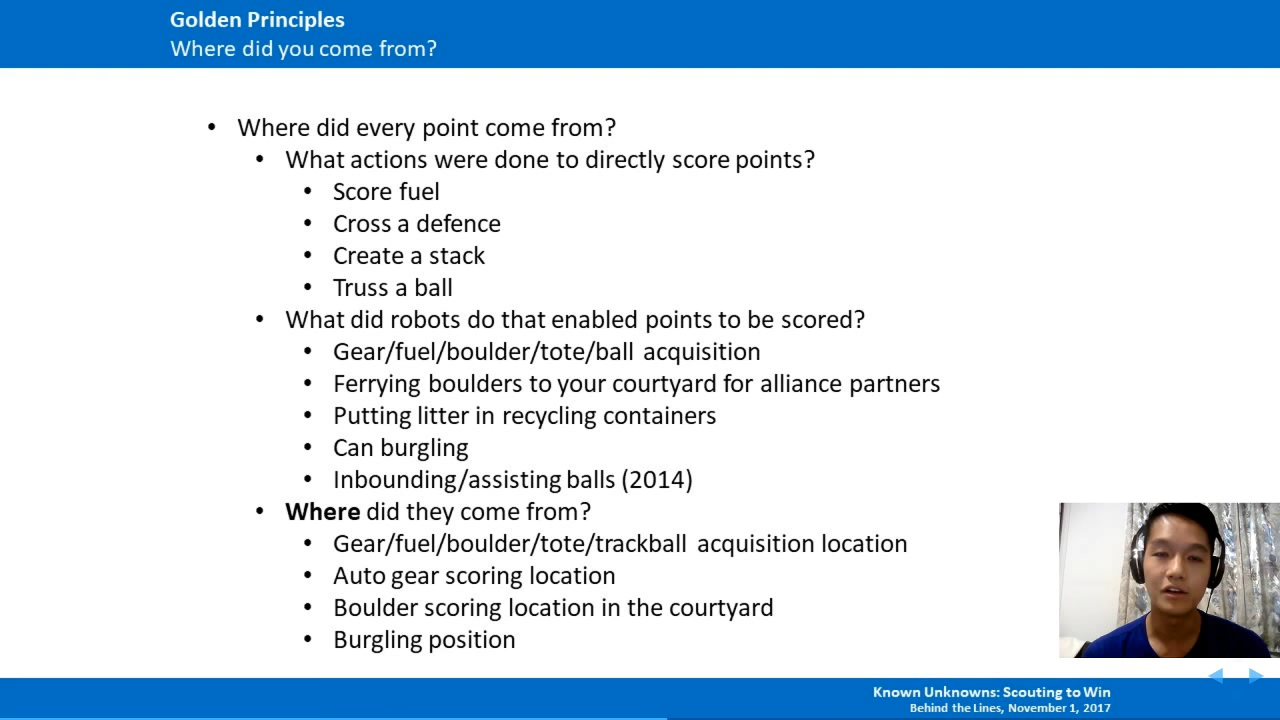 Golden Principles
Where did you come from?
• Where did every point come from?
• What actions were done to directly score points?
• Score fuel
• Cross a defence
• Create a stack
• Truss a ball
• What did robots do that enabled points to be scored?
• Gear/fuel/boulder/tote/ball acquisition
• Ferrying boulders to your courtyard for alliance partners
• Putting litter in recycling containers
• Can burgling
• Inbounding/assisting balls (2014)
• Where did they come from?
• Gear/fuel/boulder/tote/trackball acquisition location
• Auto gear scoring location
• Boulder scoring location in the courtyard
• Burgling position
Known Unknowns: Scouting to Win
Behind the Lines, November 1, 2017